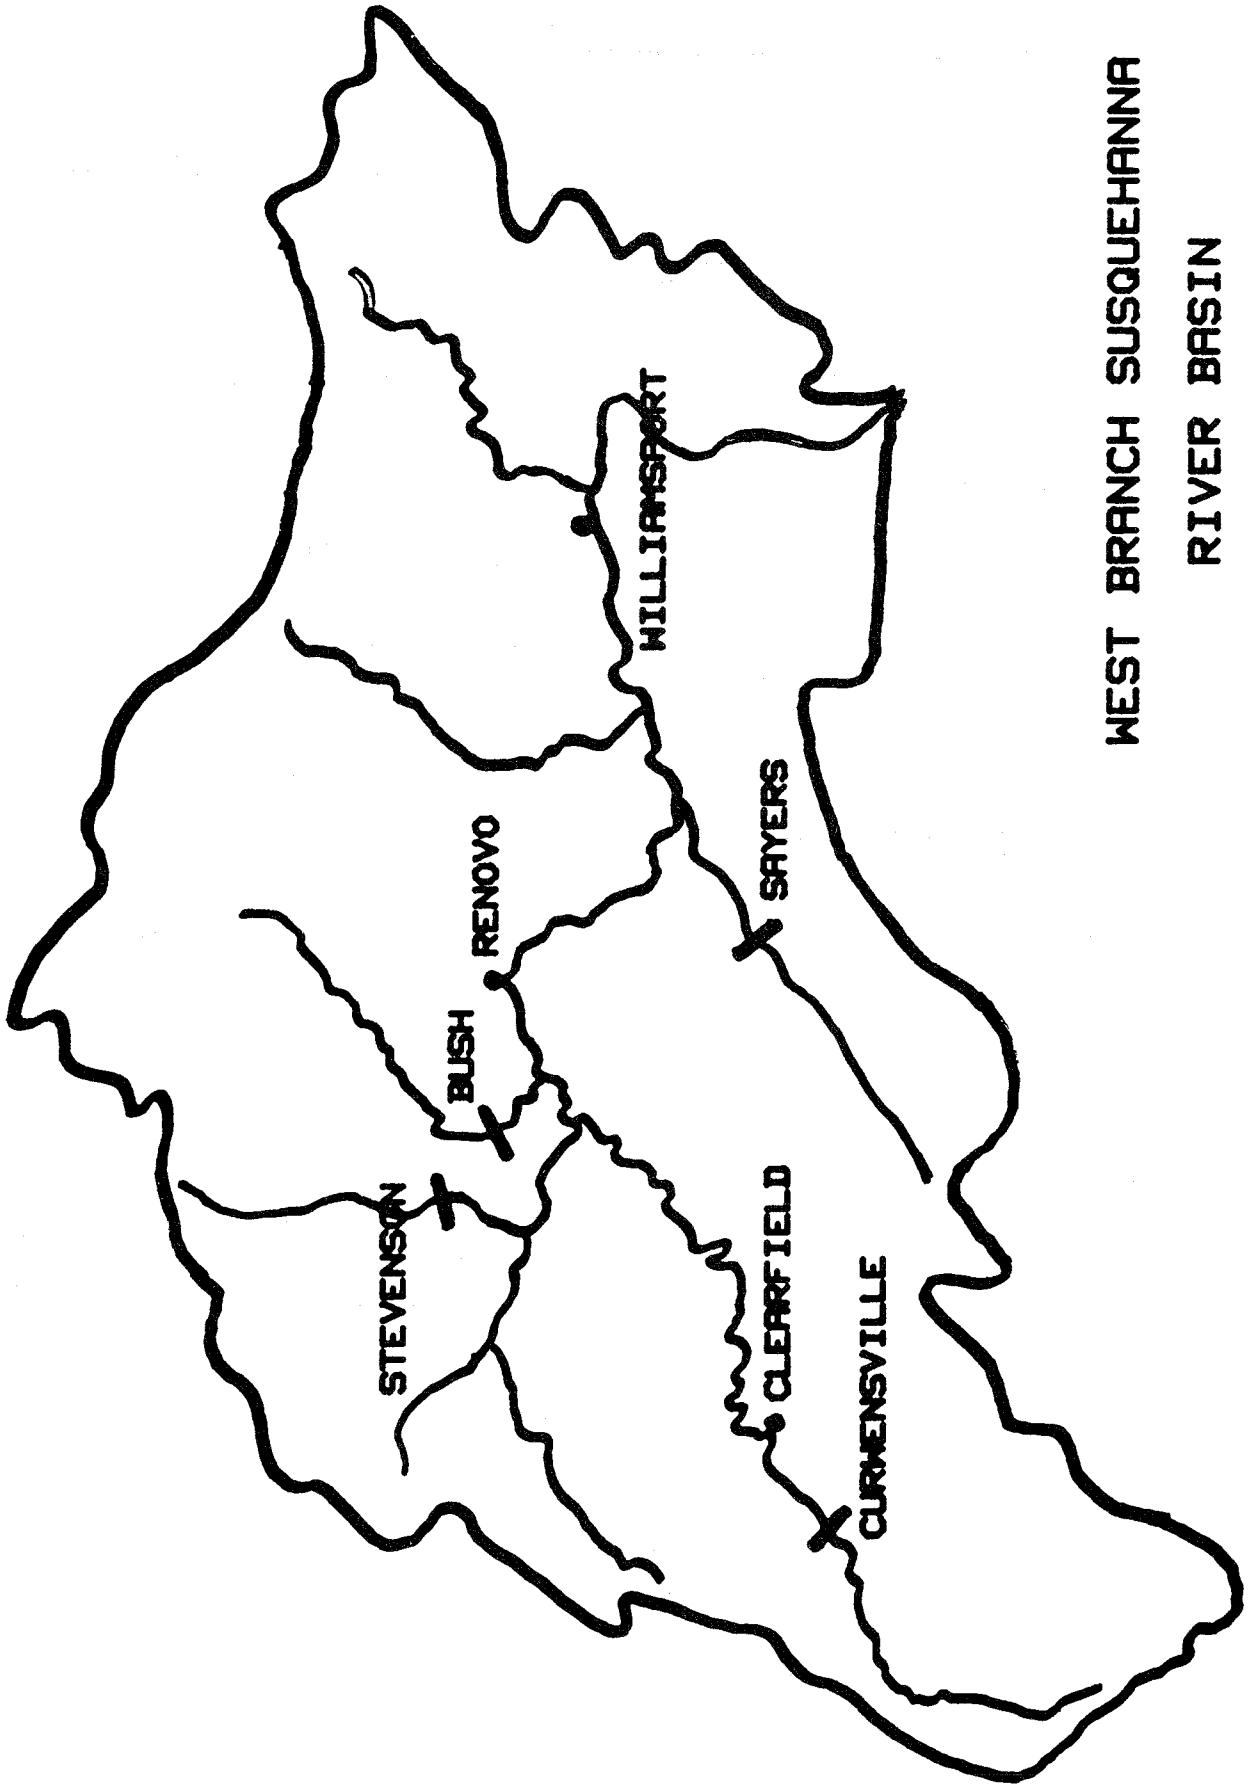 STEVENSON
BUSH
RENOVO
WILLIAMSPORT
SAYERS
CLEARFIELD
CURWENSVILLE
WEST BRANCH SUSQUEHANNA
RIVER BASIN